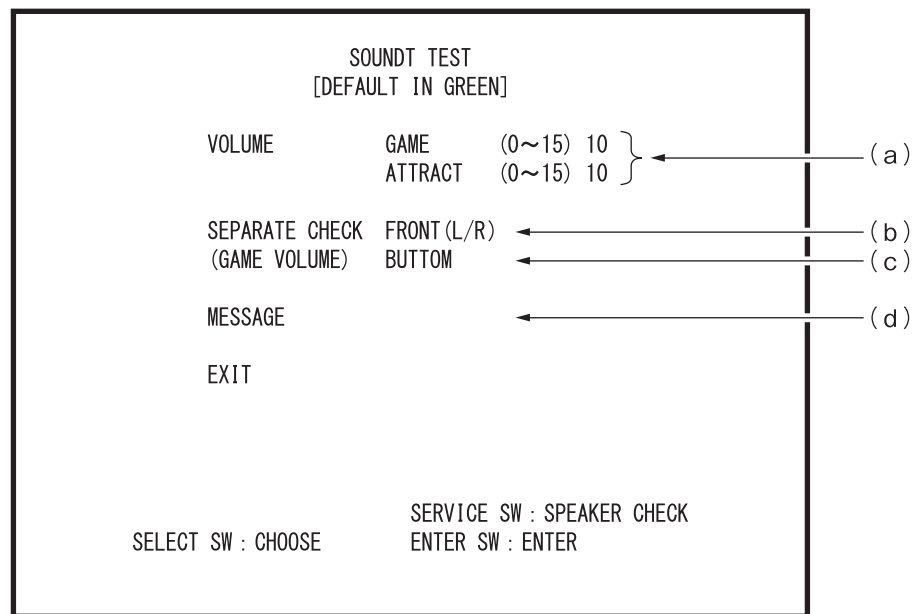 SOUNDT TEST
[DEFAULT IN GREEN]
VOLUME GAME (0～15) 10
ATTRACT (0～15) 10
(a)
SEPARATE CHECK FRONT(L/R) (b)
(GAME VOLUME) BUTTOM (c)
MESSAGE (d)
EXIT
SERVICE SW : SPEAKER CHECK
SELECT SW : CHOOSE ENTER SW : ENTER